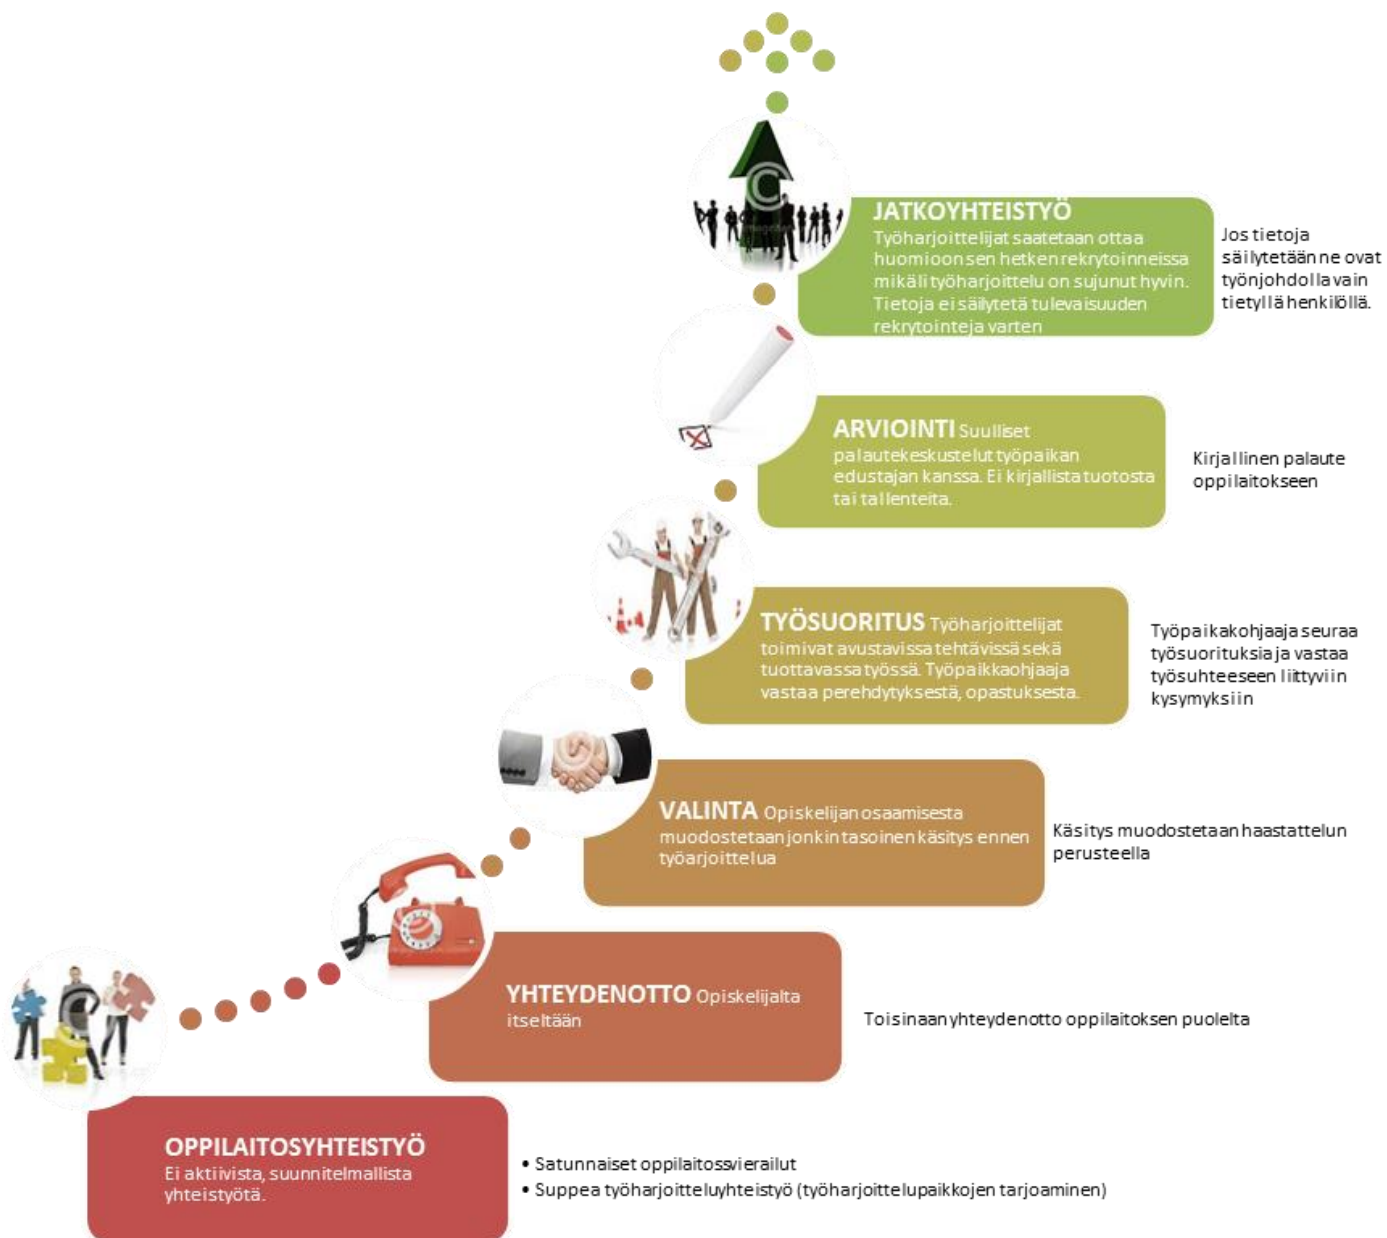 JATKOYHTEISTYÖ
Työharjoittelijat saatetaan ottaa
huomioon sen hetken rekrytoinneissa
mikäli työharjoittelu on sujunut hyvin.
Tietoja ei säilytetä tulevaisuuden
rekrytointeja varten
Jos tietoja
säilytetään ne ovat
työnjohdolla vain
tietyllä henkilöllä.
ARVIOINTI Suulliset
palautekeskustelut työpaikan
edustajan kanssa. Ei kirjallista tuotosta
tai tallenteita.
Kirjallinen palaute
oppilaitokseen
TYÖSUORITUS Työharjoittelijat
toimivat avustavissa tehtävissä sekä
tuottavassa työssä. Työpaikkaohjaaja
vastaa perehdytyksestä, opastuksesta.
Työpaikakohjaaja seuraa
työsuorituksia ja vastaa
työsuhteeseen liittyviin
kysymyksiin
VALINTA Opiskelijan osaamisesta
muodostetaan jonkin tasoinen käsitys ennen
työarjoittelua
Käsitys muodostetaan haastattelun
perusteella
YHTEYDENOTTO Opiskelijalta
itseltään
Toisinaan yhteydenotto oppilaitoksen puolelta
OPPILAITOSYHTEISTYÖ
Ei aktiivista, suunnitelmallista
yhteistyötä.
• Satunnaiset oppilaitossvierailut
• Suppea työharjoitteluyhteistyö (työharjoittelupaikkojen tarjoaminen)